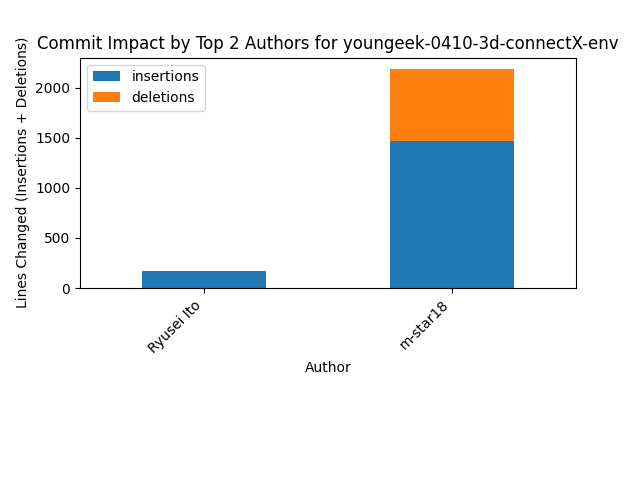 Commit Impact by Top 2 Authors for youngeek-0410-3d-connectX-env
Lines Changed (Insertions + Deletions)
insertions
deletions
2000
1500
1000
500
0
Ryusei Ito
m-star18
Author